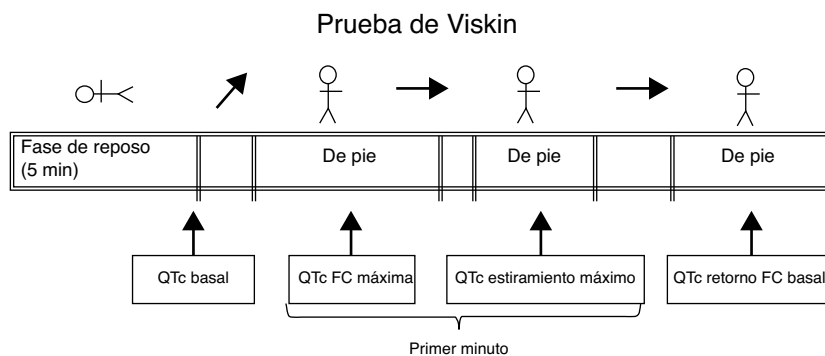 Prueba de Viskin
Fase de reposo
(5 min)
De pie
De pie
De pie
QTc basal
QTc FC máxima
QTc estiramiento máximo
QTc retorno FC basal
Primer minuto